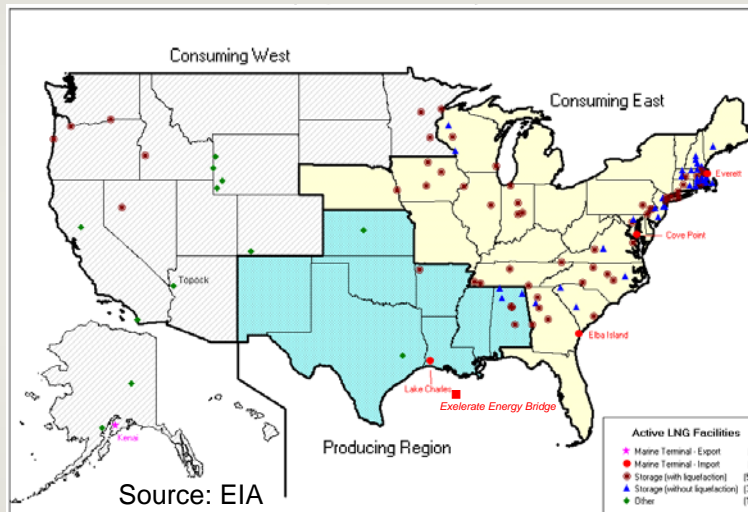 Consuming West
Consuming East
Everett
Cove Point
Topock
Elba Island
Lake Charles
Exelerate Energy Bridge
Kenai
Producing Region
Source: EIA
Active LNG Facilities
Marine Terminal - Export
Marine Terminal - Import
Storage (with liquefaction)
Storage (without liquefaction)
Other